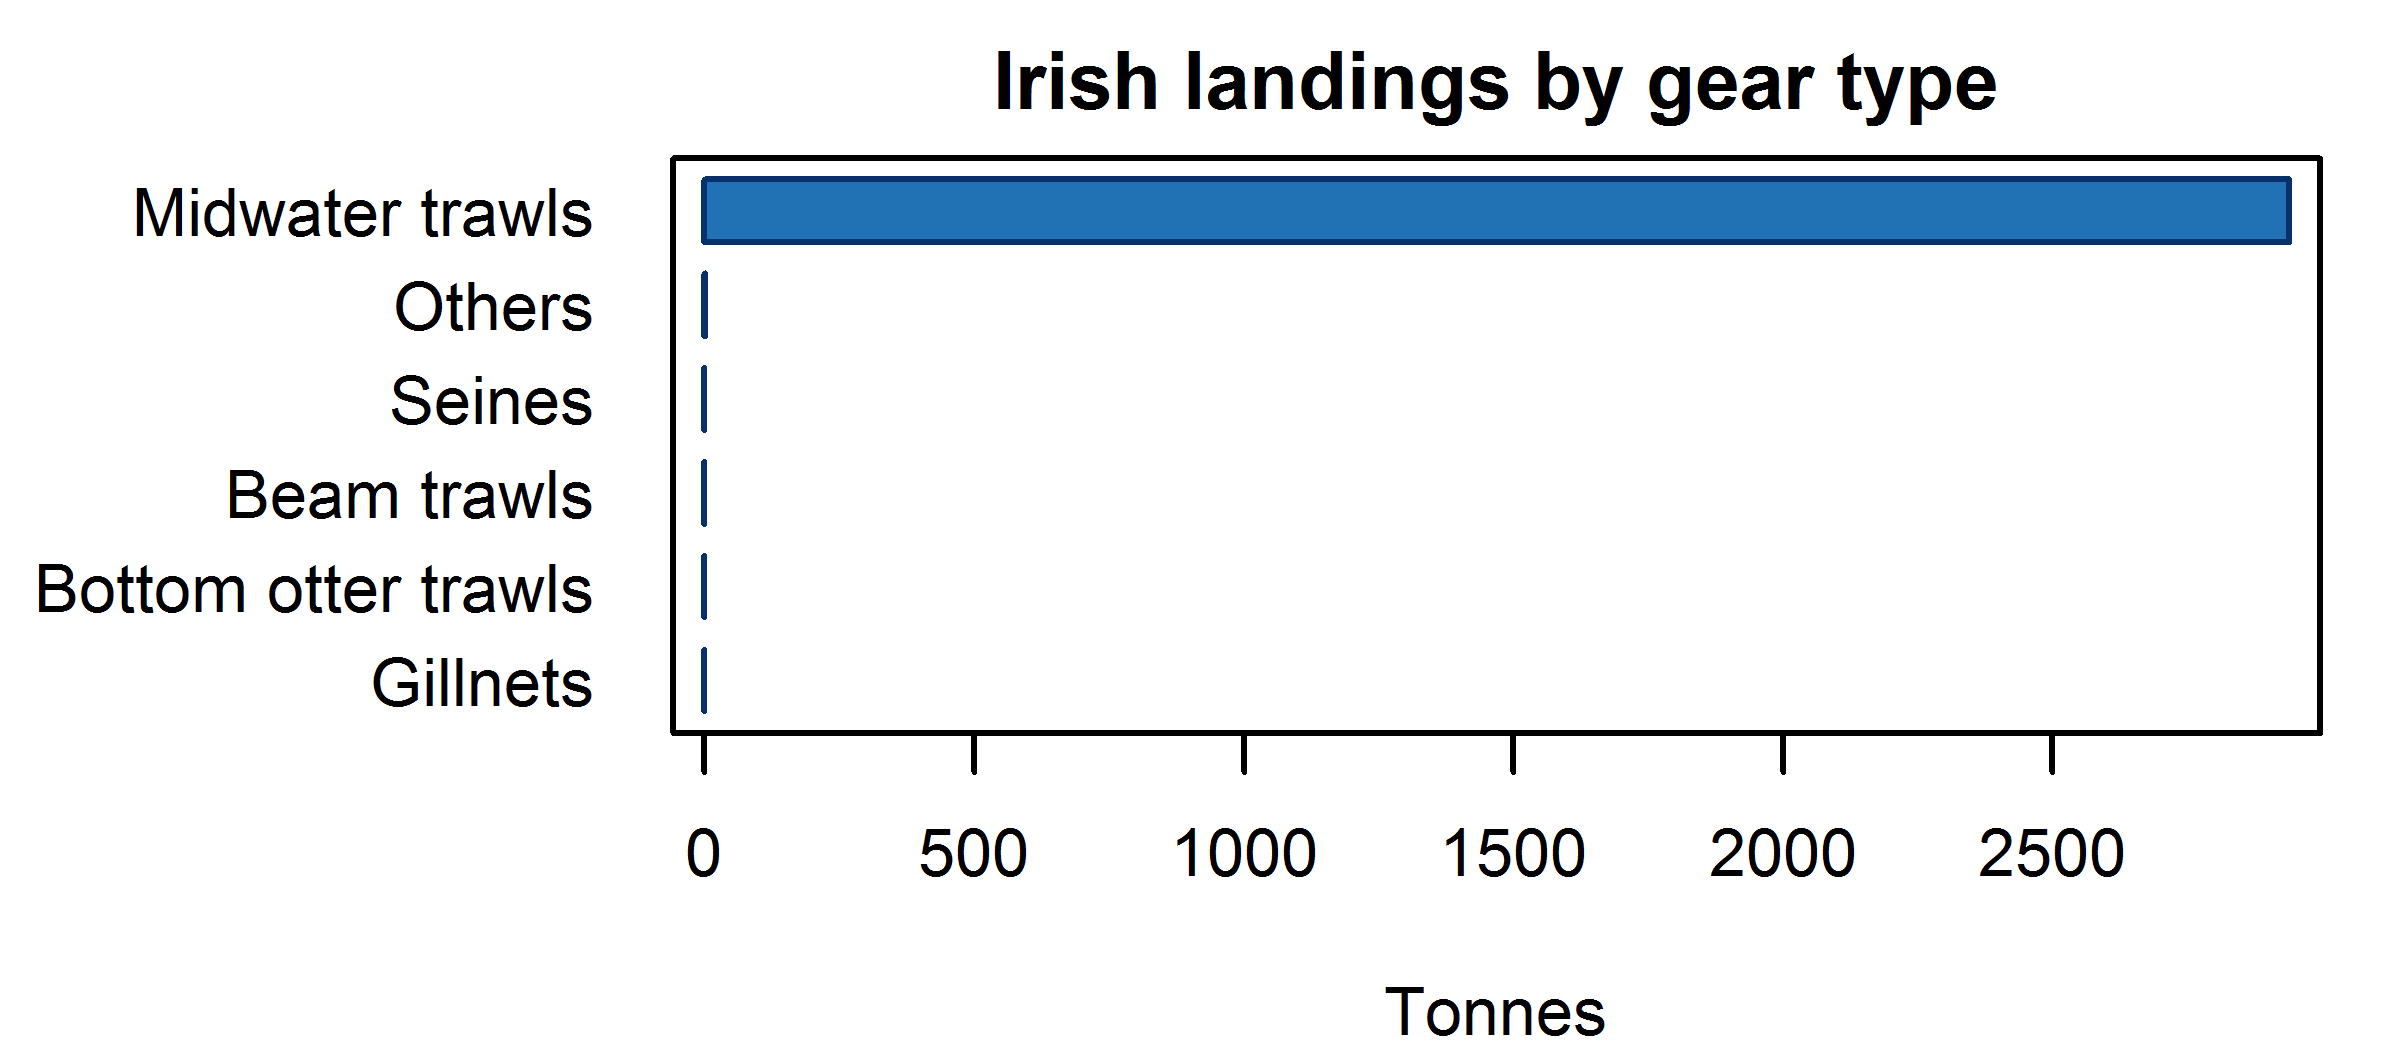 Irish landings by gear type
Midwater trawls
Others
Seines
Beam trawls
Bottom otter trawls
Gillnets
0 500 1000 1500 2000 2500
Tonnes